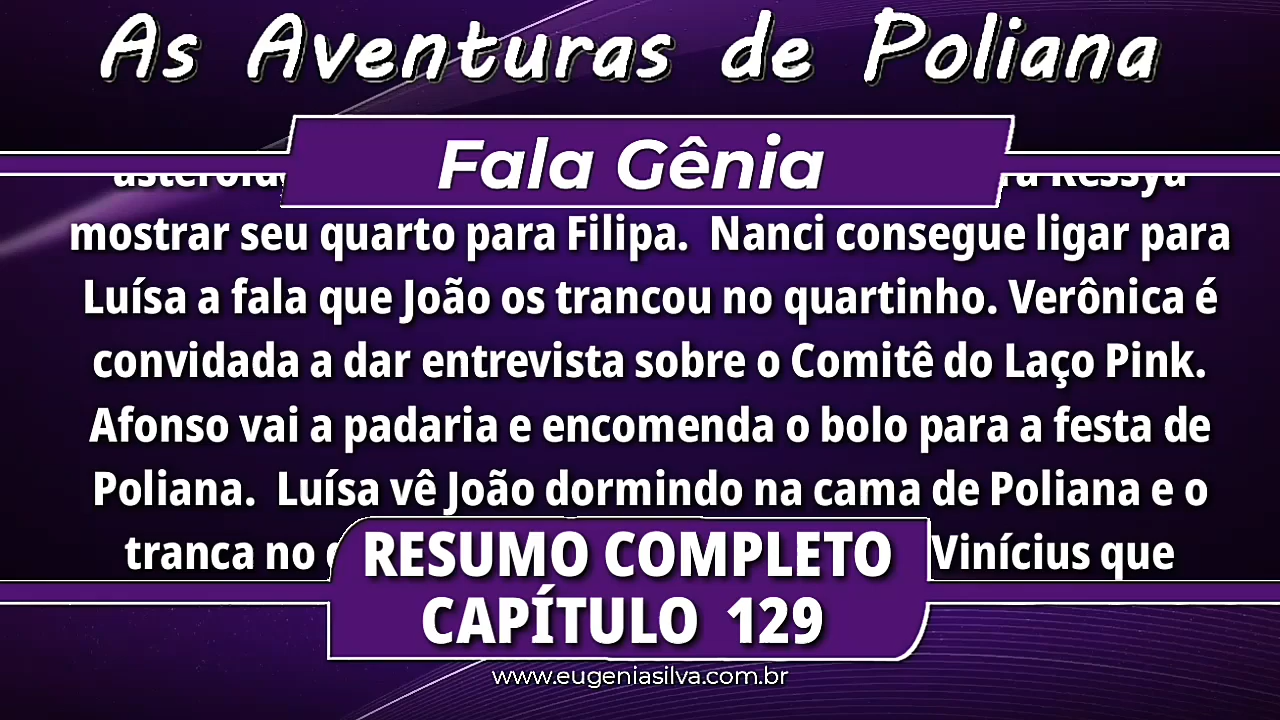 As Aventuras de Poliana
Fala Gênia
mostrar seu quarto para Filipa. Nanci consegue ligar para
Luísa a fala que João os trancou no quartinho. Verônica é
convidada a dar entrevista sobre o Comitê do Laço Pink.
Afonso vai a padaria e encomenda o bolo para a festa de
Poliana. Luísa vê João dormindo na cama de Poliana e o
tranca no Vinícius que
RESUMO COMPLETO
CAPÍTULO 129
www.eugeniasilva.com.br